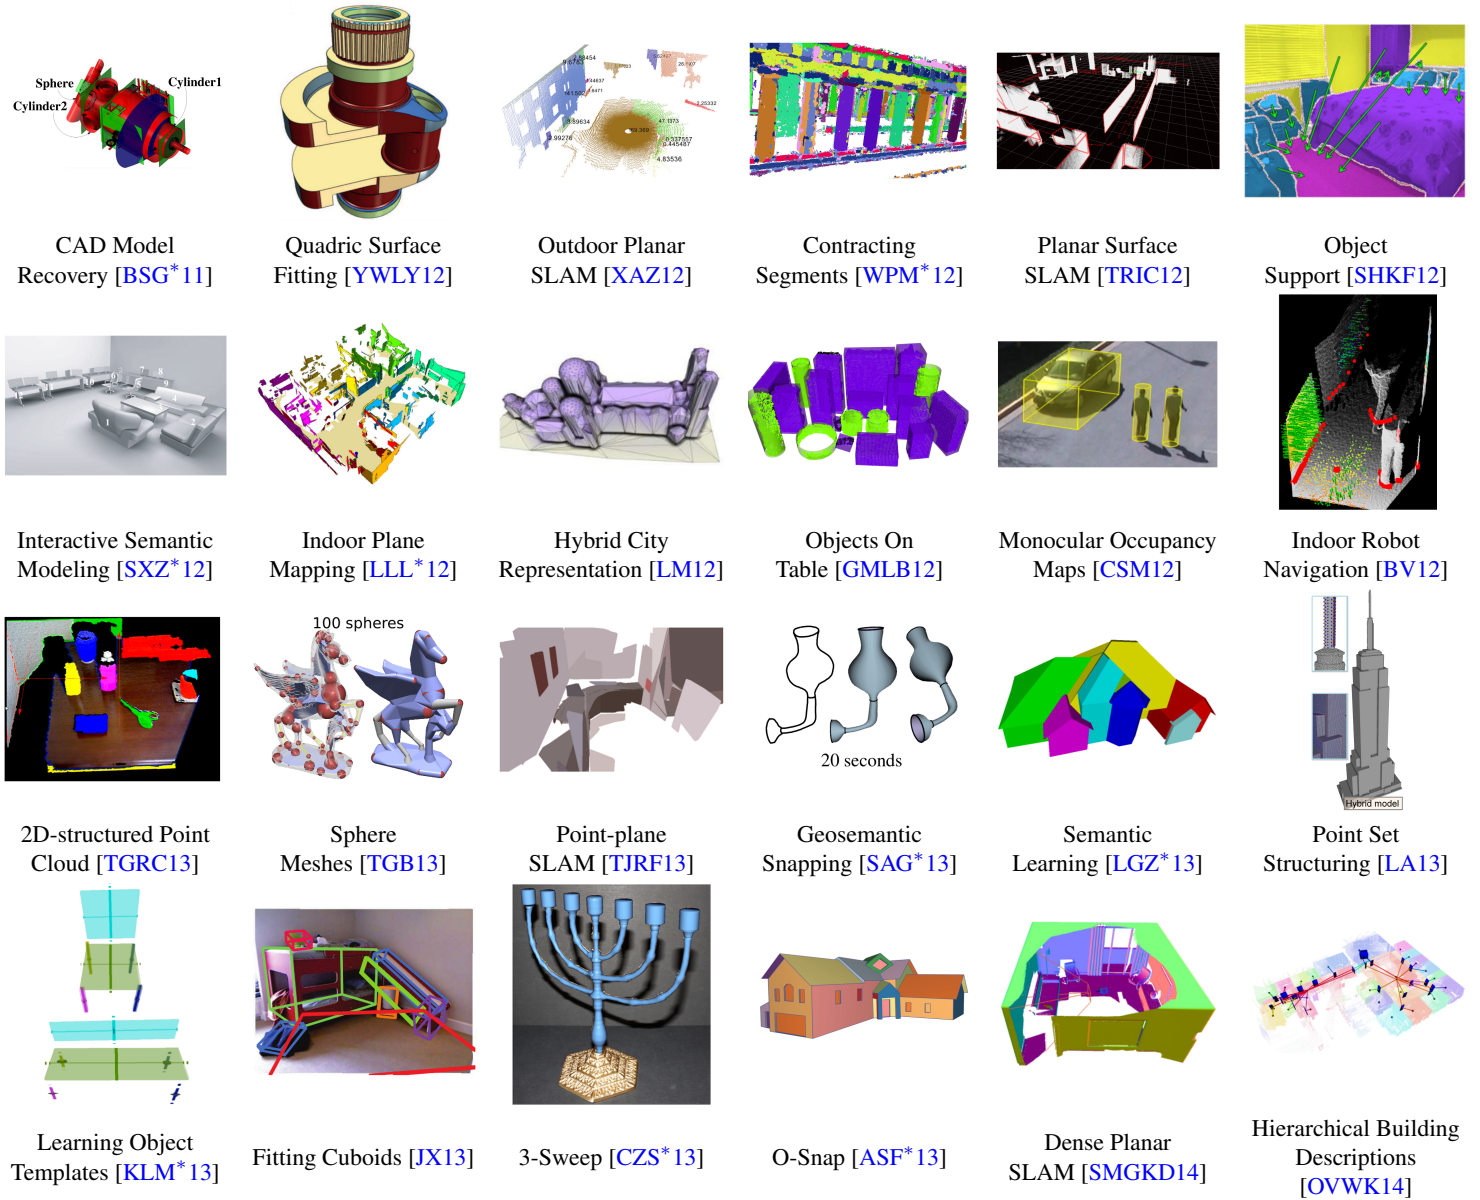 Sphere
Cylinder1
Cylinder2
CAD Model
Recovery [BSG*11]
Quadric Surface
Fitting [YWLY12]
Outdoor Planar
SLAM [XAZ12]
Contracting
Segments [WPM*12]
Planar Surface
SLAM [TRIC12]
Object
Support [SHKF12]
Interactive Semantic
Modeling [SXZ*12]
Indoor Plane
Mapping [LLL*12]
Hybrid City
Representation [LM12]
Objects On
Table [GMLB12]
Monocular Occupancy
Maps [CSM12]
Indoor Robot
Navigation [BV12]
100 spheres
20 seconds
Hybrid model
2D-structured Point
Cloud [TGRC13]
Sphere
Meshes [TGB13]
Point-plane
SLAM [TJRF13]
Geosemantic
Snapping [SAG*13]
Semantic
Learning [LGZ*13]
Point Set
Structuring [LA13]
Learning Object
Templates [KLM*13]
Fitting Cuboids [JX13]
3-Sweep [CZS*13]
O-Snap [ASF*13]
Dense Planar
SLAM [SMGKD14]
Hierarchical Building
Descriptions
[OVWK14]